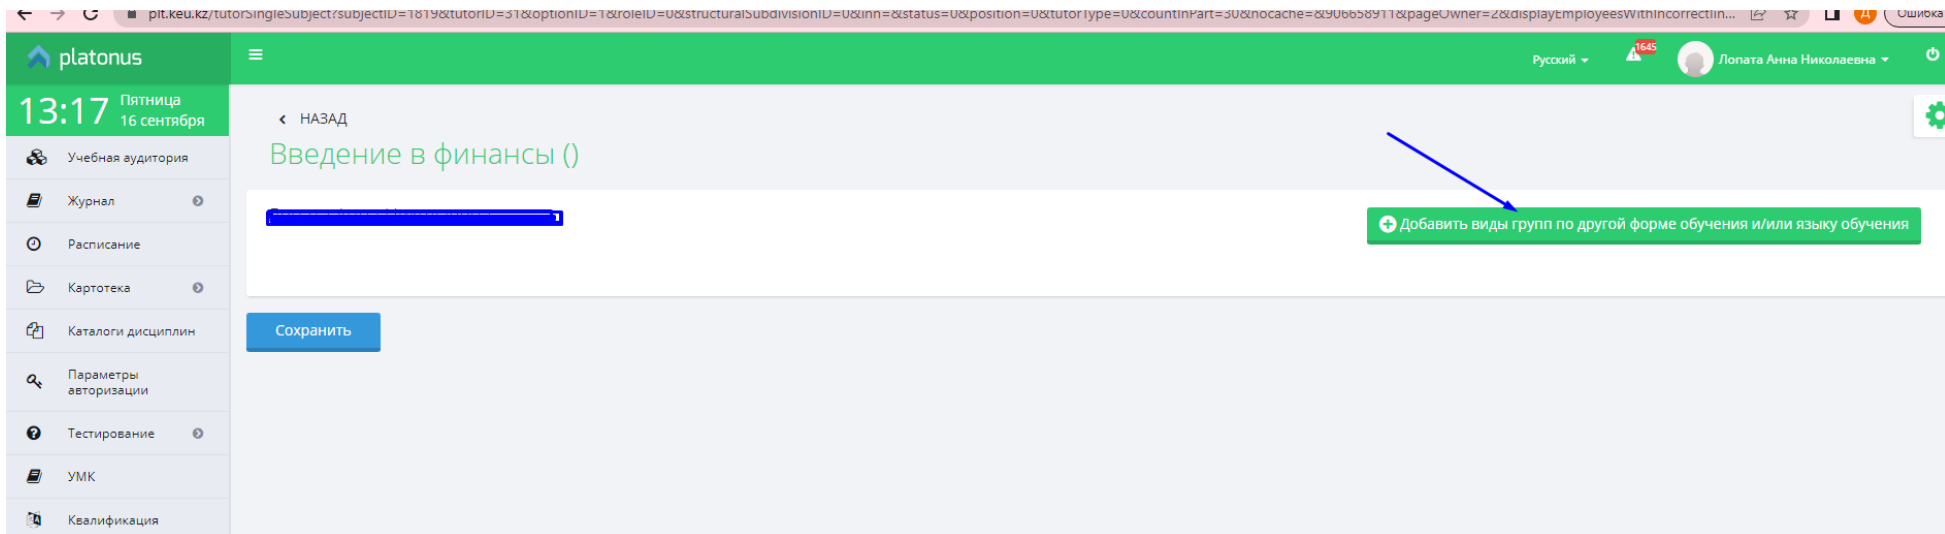 plt.keu.kz/tutorSingleSubject?subjectID=1819&tutorID=31&optionID=1&roleID=0&structuralSubdivisionID=0&inn=&status=0&position=0&tutorType=0&countInPart=30&nocache=&906658911&pageOwner=2&displayEmployeesWithIncorrectIin...
Д
Ошибка
platonus
Русский
1645
Лопата Анна Николаевна
13:17
Пятница
16 сентября
НАЗАД
Введение в финансы ()
Учебная аудитория
Журнал
Расписание
Картотека
Каталоги дисциплин
Параметры
авторизации
Тестирование
УМК
Квалификация
Добавить виды групп по другой форме обучения и/или языку обучения
Сохранить